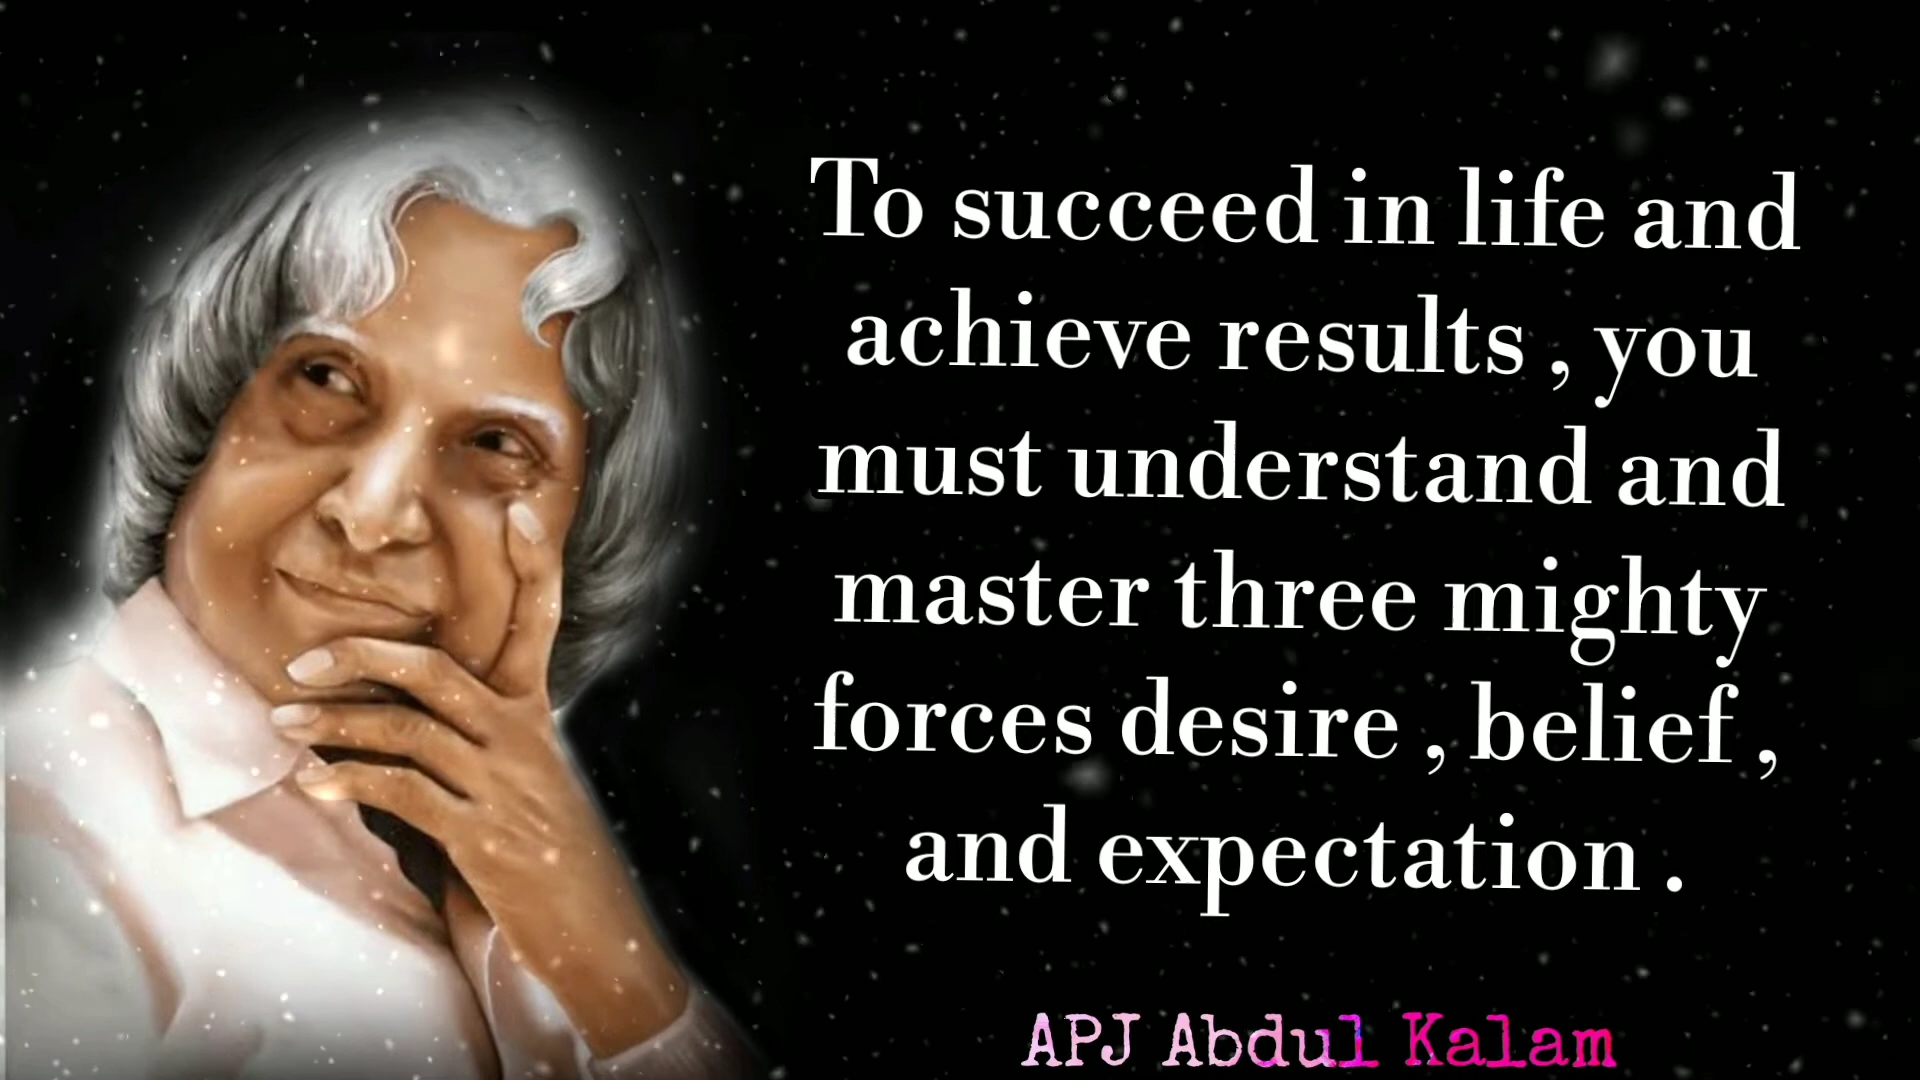 To succeed in life and
achieve results , you
must understand and
master three mighty
forces desire , belief ,
and expectation .
APJ Abdul Kalam